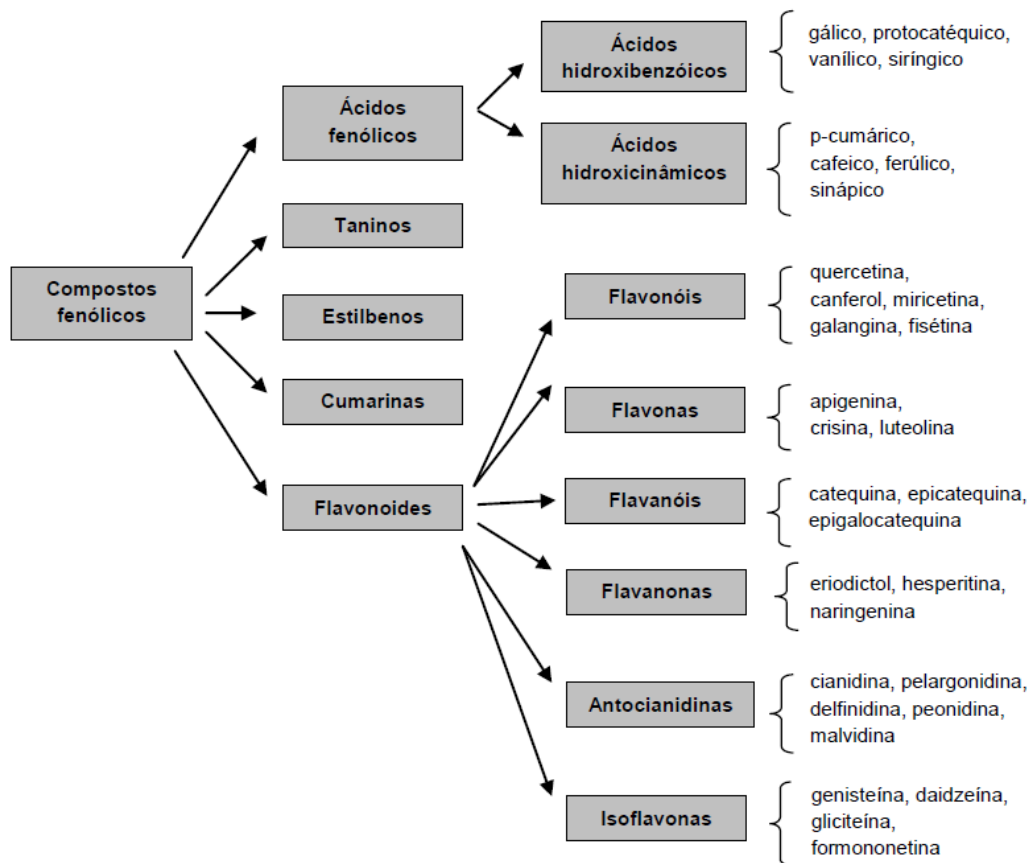 Compostos
fenólicos
Ácidos
fenólicos
Taninos
Estilbenos
Cumarinas
Flavonoides
Ácidos
hidroxibenzóicos
gálico, protocatéquico,
vanílico, siríngico
Ácidos
hidroxicinâmicos
p-cumárico,
cafeico, ferúlico,
sinápico
Flavonóis
quercetina,
canferol, miricetina,
galangina, fisétina
Flavonas
apigenina,
crisina, luteolina
Flavanóis
catequina, epicatequina,
epigalocatequina
Flavanonas
eriodictol, hesperitina,
naringenina
Antocianidinas
cianidina, pelargonidina,
delfinidina, peonidina,
malvidina
Isoflavonas
genisteína, daidzeína,
gliciteína,
formononetina